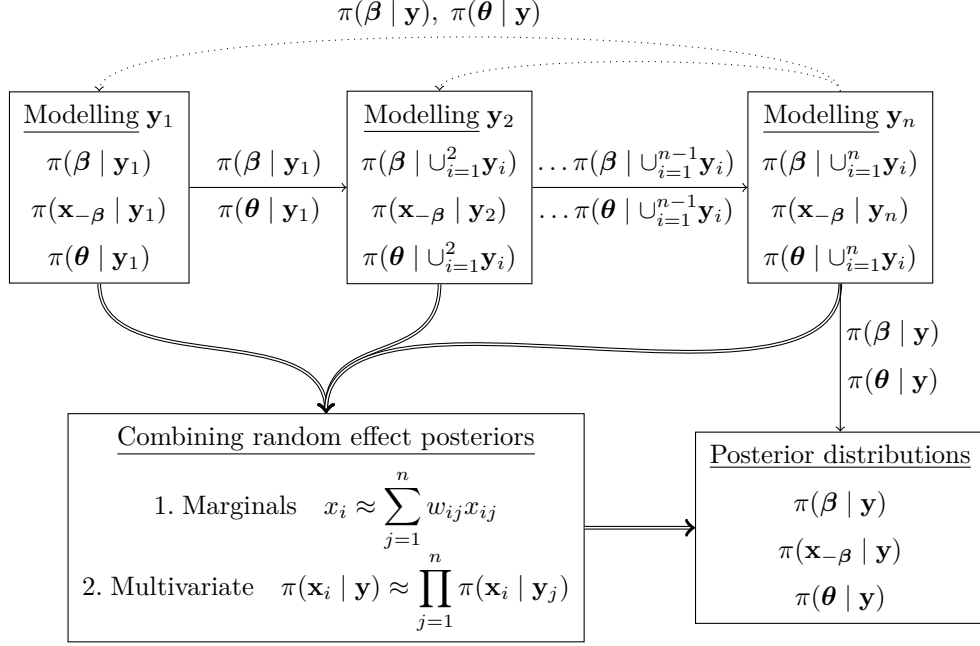 π(β | y), π(θ | y)
Modelling y₁
π(β | y₁)
π(x₋β | y₁)
π(θ | y₁)
π(β | y₁)
π(θ | y₁)
Modelling y₂
π(β | ∪²ᵢ₌₁yᵢ)
π(x₋β | y₂)
π(θ | ∪²ᵢ₌₁yᵢ)
…π(β | ∪ⁿ⁻¹ᵢ₌₁yᵢ)
…π(θ | ∪ⁿ⁻¹ᵢ₌₁yᵢ)
Modelling yₙ
π(β | ∪ⁿᵢ₌₁yᵢ)
π(x₋β | yₙ)
π(θ | ∪ⁿᵢ₌₁yᵢ)
π(β | y)
π(θ | y)
Combining random effect posteriors
1. Marginals xᵢ ≈ ∑ⁿⱼ₌₁ wᵢⱼxᵢⱼ
2. Multivariate π(xᵢ | y) ≈ ∏ⁿⱼ₌₁ π(xᵢ | yⱼ)
Posterior distributions
π(β | y)
π(x₋β | y)
π(θ | y)